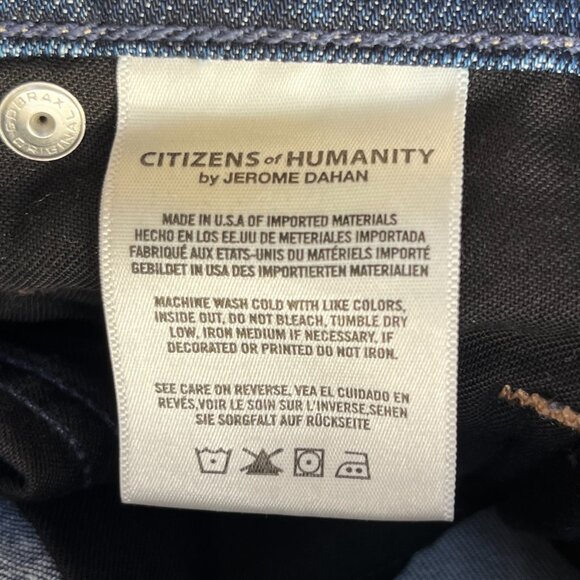 BRAX ORIGINAL
CITIZENS of HUMANITY
by JEROME DAHAN
MADE IN U.S.A OF IMPORTED MATERIALS
HECHO EN LOS EE.UU DE METERIALES IMPORTADA
FABRIQUÉ AUX ETATS-UNIS DU MATÉRIELS IMPORTÉ
GEBILDET IN USA DES IMPORTIERTEN MATERIALIEN
MACHINE WASH COLD WITH LIKE COLORS,
INSIDE OUT, DO NOT BLEACH, TUMBLE DRY
LOW, IRON MEDIUM IF NECESSARY, IF
DECORATED OR PRINTED DO NOT IRON.
SEE CARE ON REVERSE, VEA EL CUIDADO EN
REVÉS,VOIR LE SOIN SUR L'INVERSE,SEHEN
SIE SORGFALT AUF RÜCKSEITE